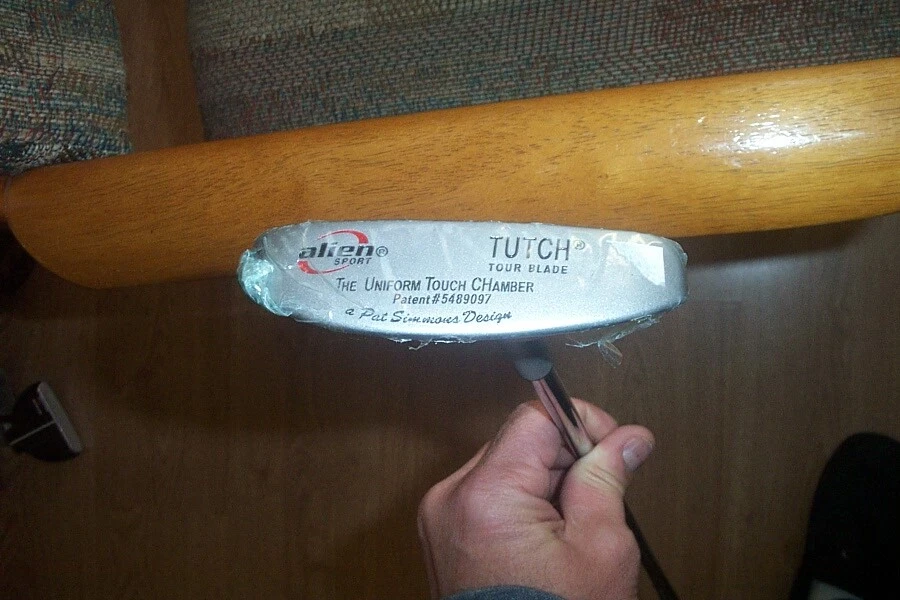 alien® TUTCH®
SPORT TOUR BLADE
THE UNIFORM TOUCH CHAMBER
Patent#5489097
a Pat Simmons Design